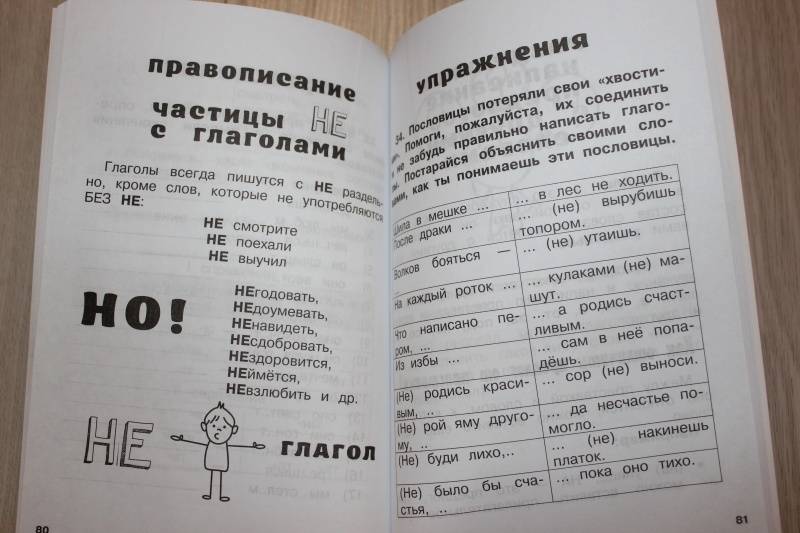 правописание
частицы НЕ
с глаголами
Глаголы всегда пишутся с НЕ раздель-
но, кроме слов, которые не употребляются
БЕЗ НЕ:
НЕ смотрите
НЕ поехали
НЕ выучил
НО!
НЕгодовать,
НЕдоумевать,
НЕнавидеть,
НЕсдобровать,
НЕздоровится,
НЕймётся,
НЕвзлюбить и др.
НЕ ГЛАГОЛ
80
упражнения
34. Пословицы потеряли свои «хвости-
Помоги, пожалуйста, их соединить
не забудь правильно написать глаго-
Постарайся объяснить своими сло-
как ты понимаешь эти пословицы.
Шила в мешке ... ... в лес не ходить.
После драки ... ... (не) вырубишь
топором.
Волков бояться — ... (не) утаишь.
На каждый роток ... ... кулаками (не) ма-
шут.
Что написано пе-
ром, ... ... а родись счаст-
ливым.
Из избы ... ... сам в неё попа-
дёшь.
(Не) родись краси-
вым, .. ... сор (не) выноси.
(Не) рой яму друго-
му, .. ... да несчастье по-
могло.
(Не) буди лихо,.. ... (не) накинешь
платок.
(Не) было бы сча-
стья, .. ... пока оно тихо.
81